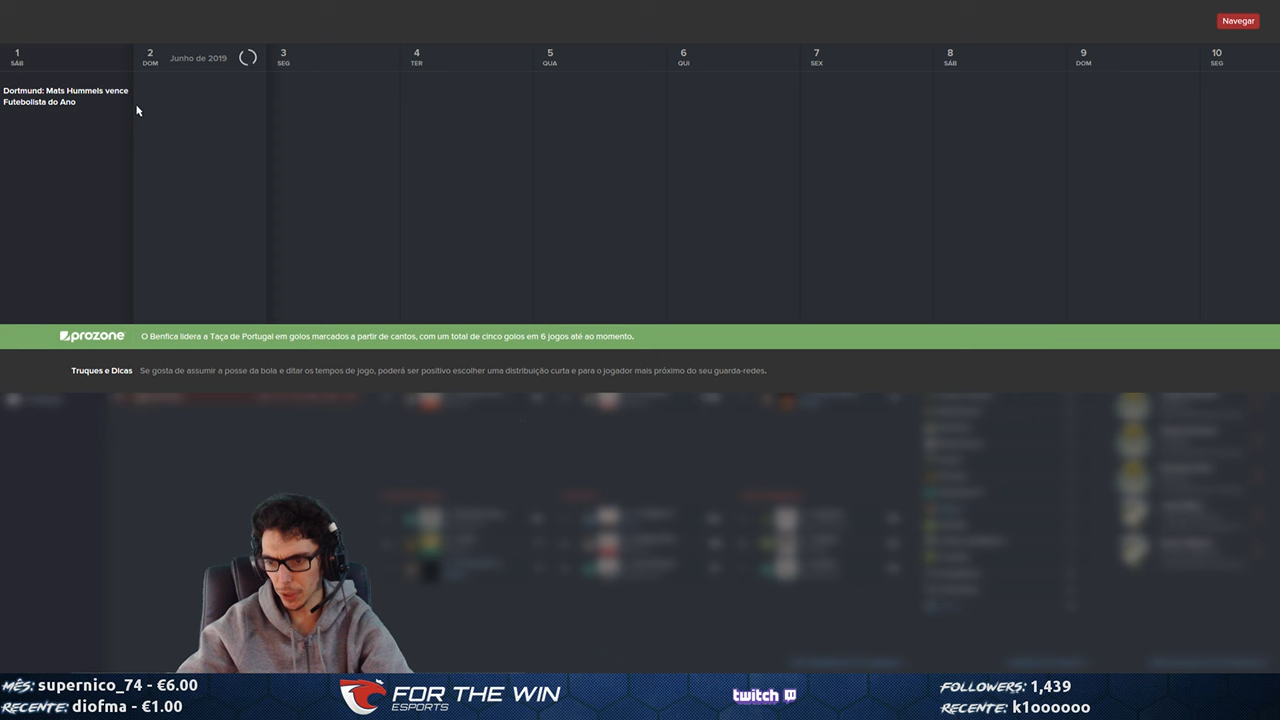 Navegar
1 2 3 4 5 6 7 8 9 10
SÁB DOM Junho de 2019 SEG TER QUA QUI SEX SÁB DOM SEG
Dortmund: Mats Hummels vence
Futebolista do Ano
prozone O Benfica lidera a Taça de Portugal em golos marcados a partir de cantos, com um total de cinco golos em 6 jogos até ao momento.
Truques e Dicas Se gosta de assumir a posse da bola e ditar os tempos de jogo, poderá ser positivo escolher uma distribuição curta e para o jogador mais próximo do seu guarda-redes.
MÊS: supernico_74 - €6.00
RECENTE: diofma - €1.00
FOR THE WIN
ESPORTS
twitch
FOLLOWERS: 1,439
RECENTE: k1oooooo